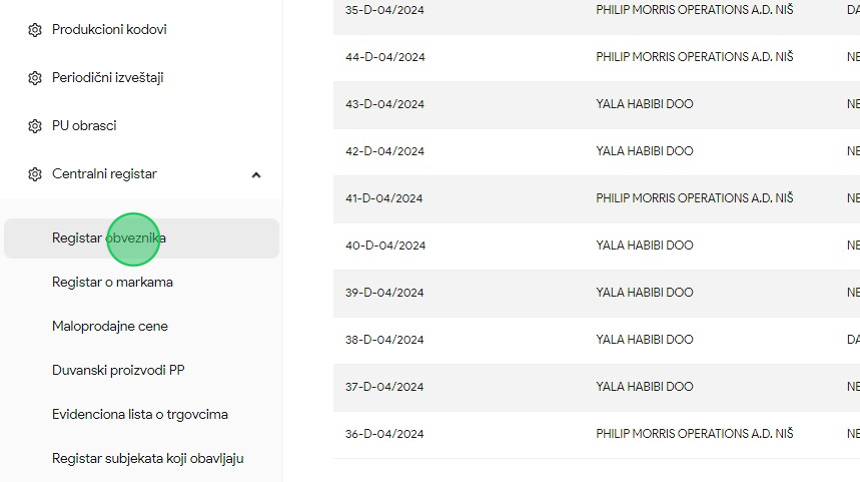 Produkcioni kodovi
Periodični izveštaji
PU obrasci
Centralni registar
Registar obveznika
Registar o markama
Maloprodajne cene
Duvanski proizvodi PP
Evidenciona lista o trgovcima
Registar subjekata koji obavljaju
35-D-04/2024 PHILIP MORRIS OPERATIONS A.D. NIŠ DA
44-D-04/2024 PHILIP MORRIS OPERATIONS A.D. NIŠ NE
43-D-04/2024 YALA HABIBI DOO NE
42-D-04/2024 YALA HABIBI DOO NE
41-D-04/2024 PHILIP MORRIS OPERATIONS A.D. NIŠ NE
40-D-04/2024 YALA HABIBI DOO NE
39-D-04/2024 YALA HABIBI DOO NE
38-D-04/2024 YALA HABIBI DOO DA
37-D-04/2024 YALA HABIBI DOO NE
36-D-04/2024 PHILIP MORRIS OPERATIONS A.D. NIŠ NE